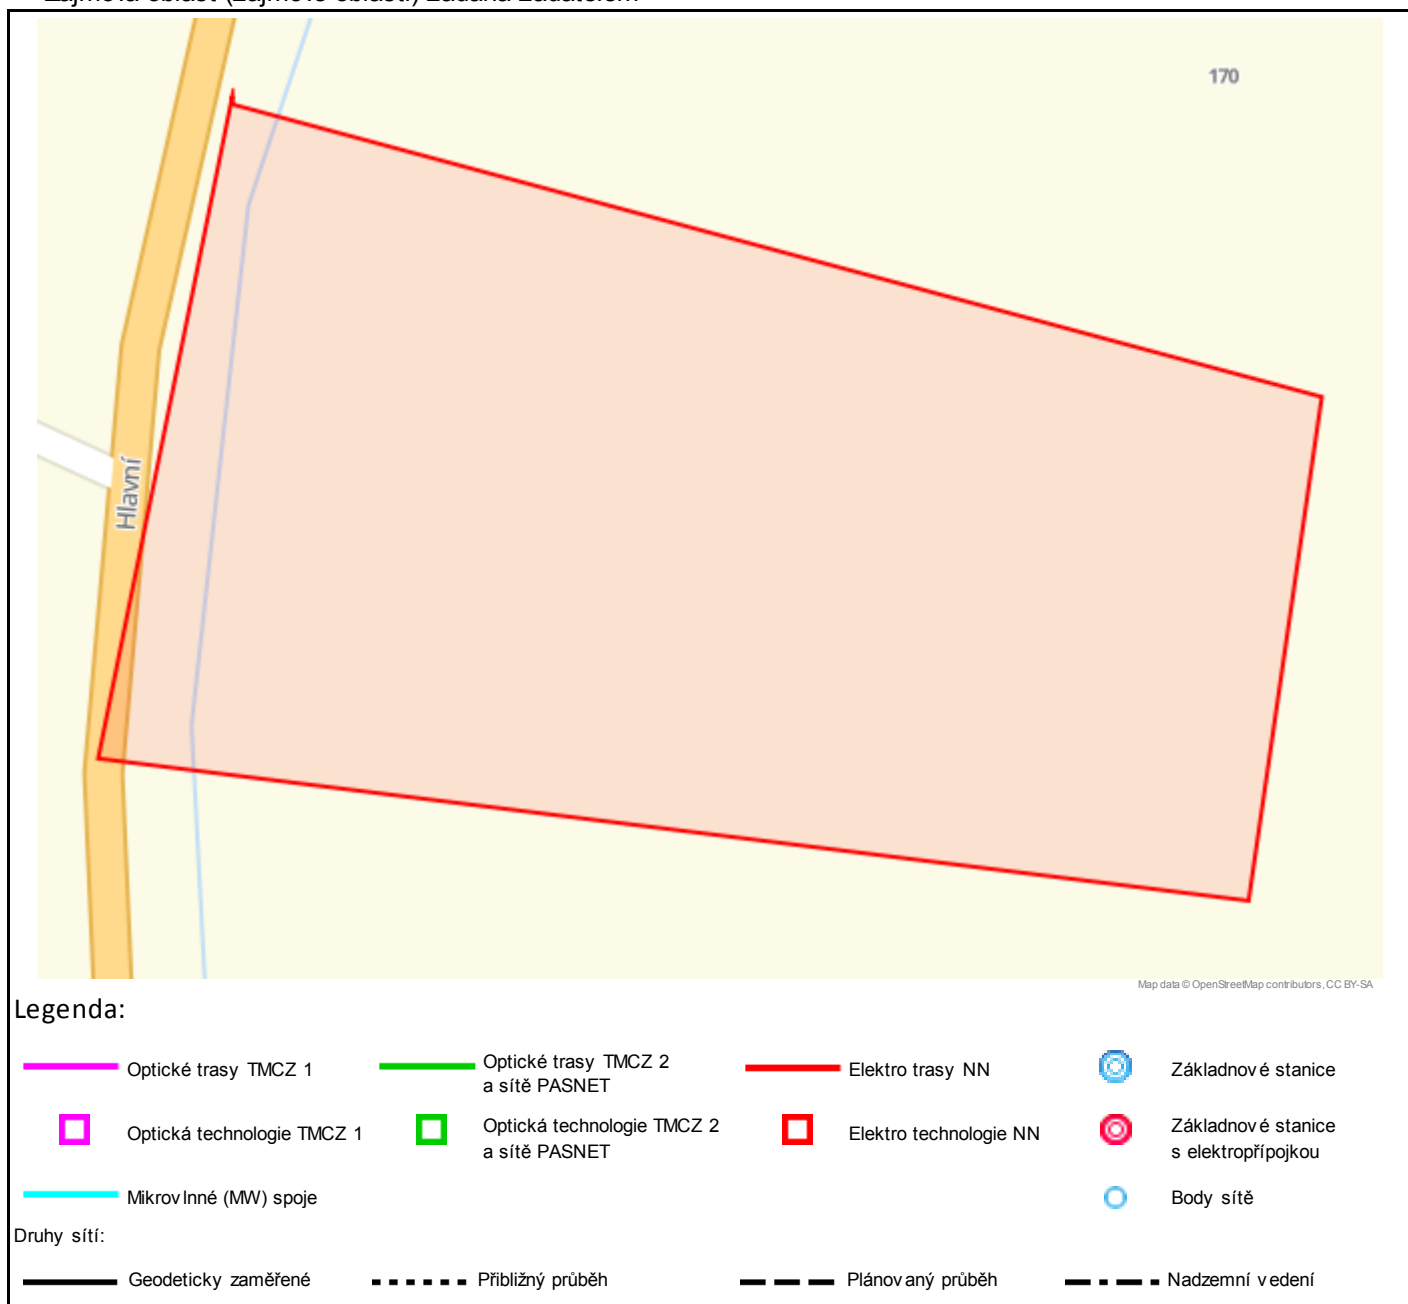 170
Hlavní
Map data © OpenStreetMap contributors, CC BY-SA
Legenda:
Optické trasy TMCZ 1
Optické trasy TMCZ 2
a sítě PASNET
Elektro trasy NN
Základnové stanice
Optická technologie TMCZ 1
Optická technologie TMCZ 2
a sítě PASNET
Elektro technologie NN
Základnové stanice
s elektropřípojkou
Mikrovlnné (MW) spoje
Body sítě
Druhy sítí:
Geodeticky zaměřené
Přibližný průběh
Plánovaný průběh
Nadzemní vedení